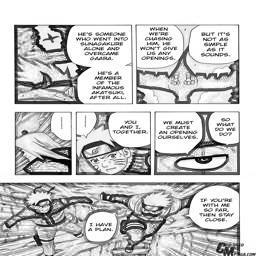 BUT IT'S
NOT AS
SIMPLE
AS IT
SOUNDS.
WHEN
WE'RE
CHASING
HIM, HE
WON'T GIVE
US ANY
OPENINGS.
HE'S SOMEONE
WHO WENT INTO
SUNAGAKURE
ALONE AND
OVERCAME
GAARA.
HE'S A
MEMBER
OF THE
INFAMOUS
AKATSUKI,
AFTER ALL.
SO
WHAT
DO WE
DO?
WE MUST
CREATE
AN OPENING
OURSELVES.
YOU
AND I,
TOGETHER.
IF YOU'RE
WITH ME SO
FAR, THEN
STAY
CLOSE.
I HAVE
A PLAN.